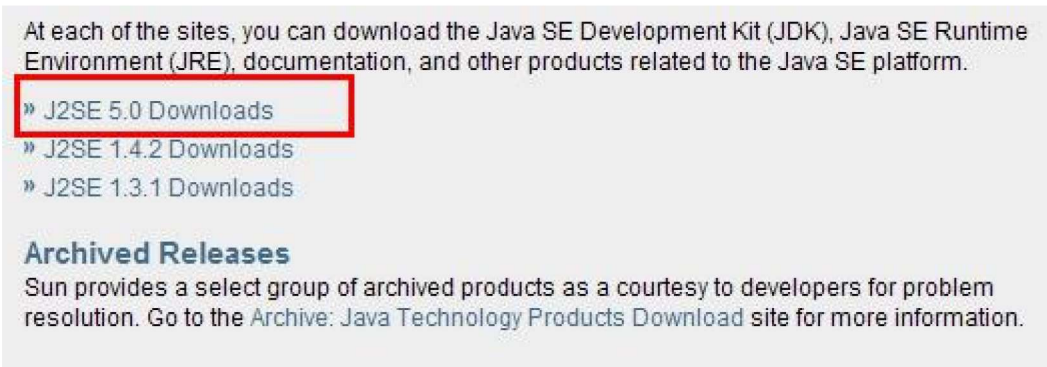 At each of the sites, you can download the Java SE Development Kit (JDK), Java SE Runtime
Environment (JRE), documentation, and other products related to the Java SE platform.
» J2SE 5.0 Downloads
» J2SE 1.4.2 Downloads
» J2SE 1.3.1 Downloads
Archived Releases
Sun provides a select group of archived products as a courtesy to developers for problem
resolution. Go to the Archive: Java Technology Products Download site for more information.